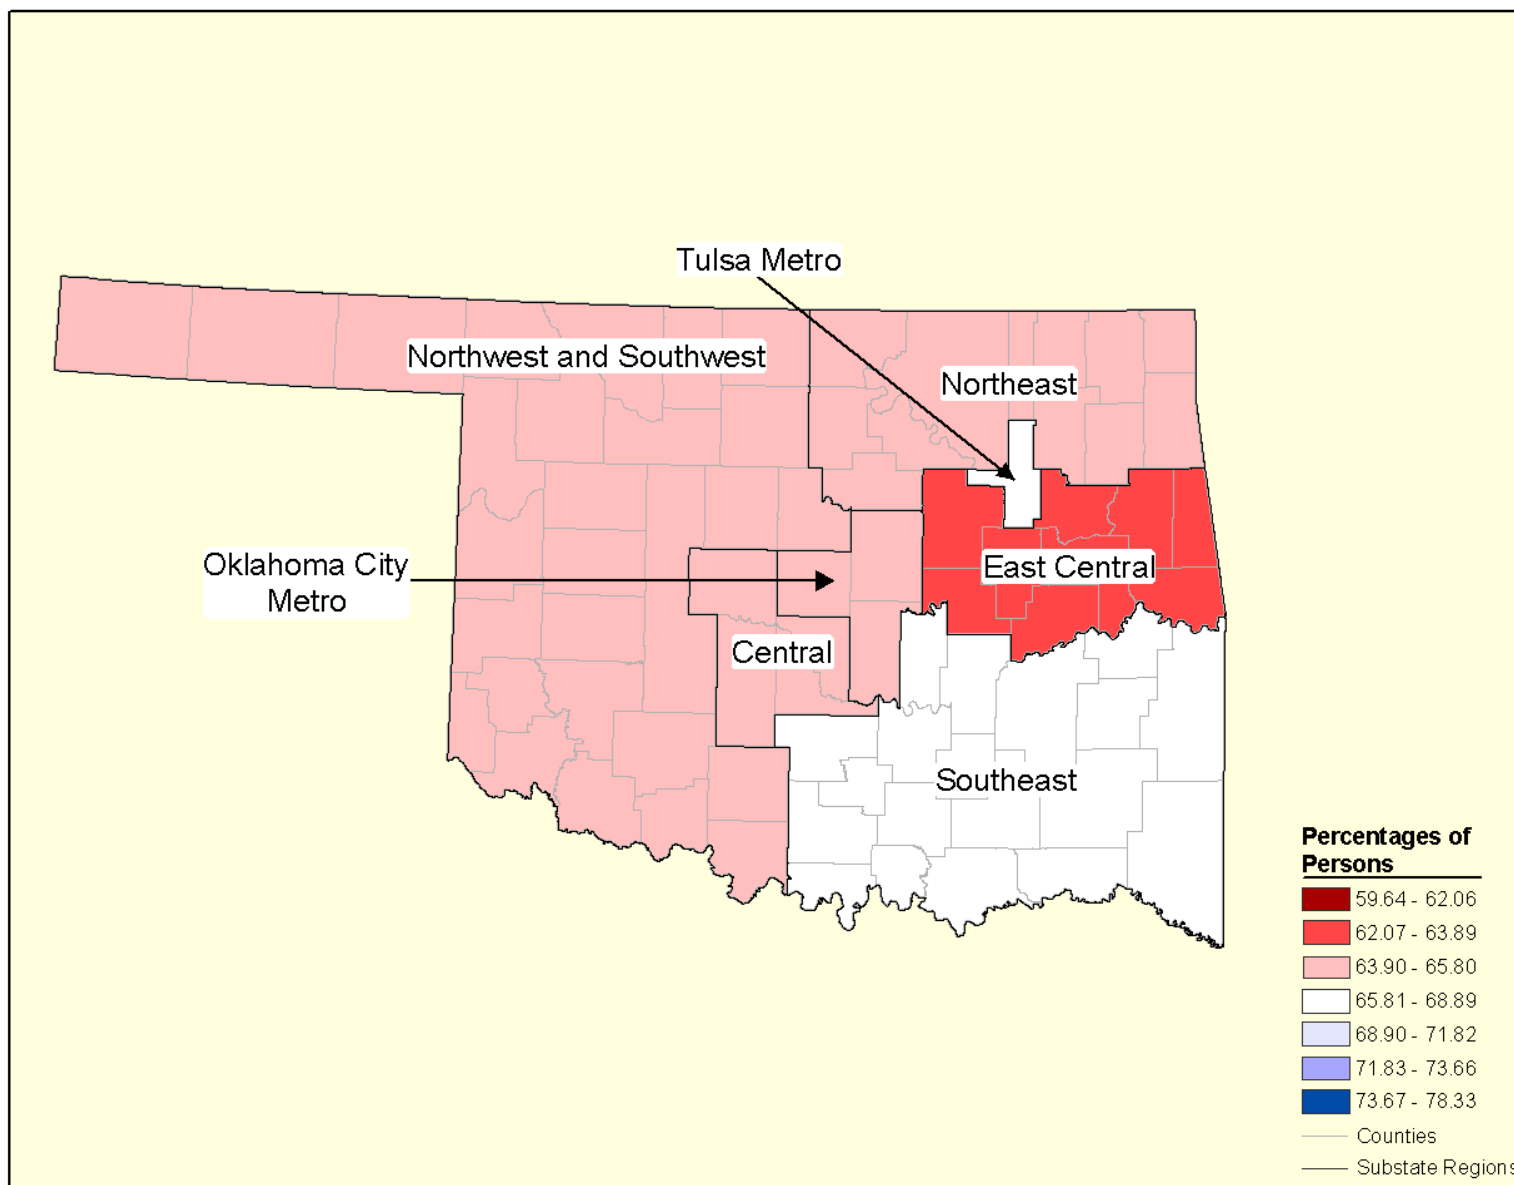 Tulsa Metro
Northwest and Southwest
Northeast
Oklahoma City
Metro
East Central
Central
Southeast
Percentages of
Persons
59.64 - 62.06
62.07 - 63.89
63.90 - 65.80
65.81 - 68.89
68.90 - 71.82
71.83 - 73.66
73.67 - 78.33
Counties
Substate Regions